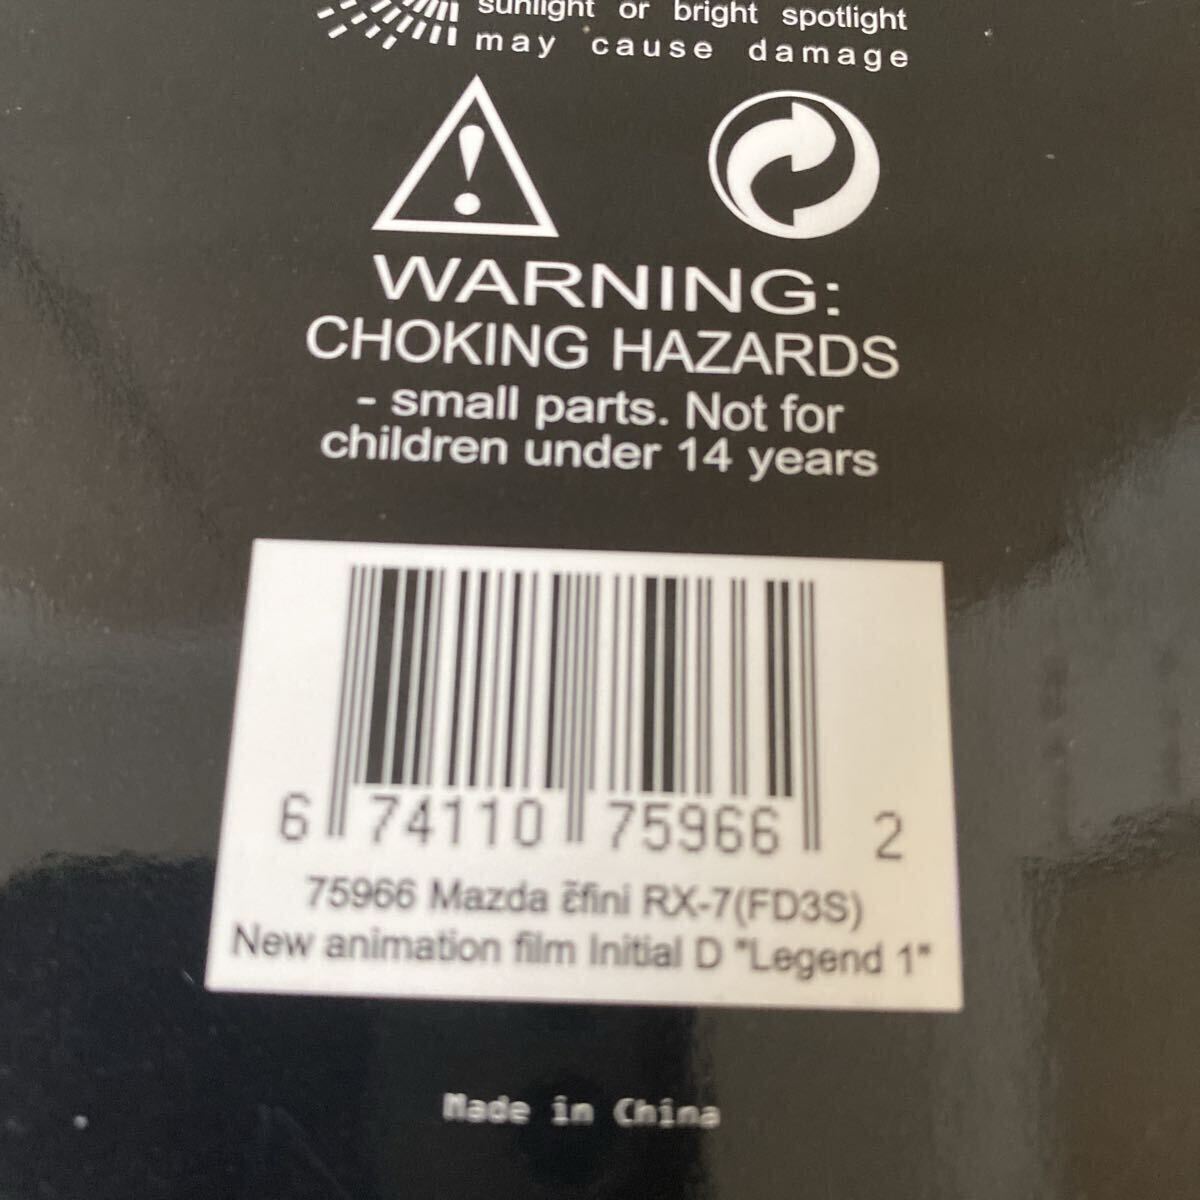 sunlight or bright spotlight
may cause damage
WARNING:
CHOKING HAZARDS
- small parts. Not for
children under 14 years
6 74110 75966 2
75966 Mazda ε̃fini RX-7(FD3S)
New animation film Initial D "Legend 1"
Made in China